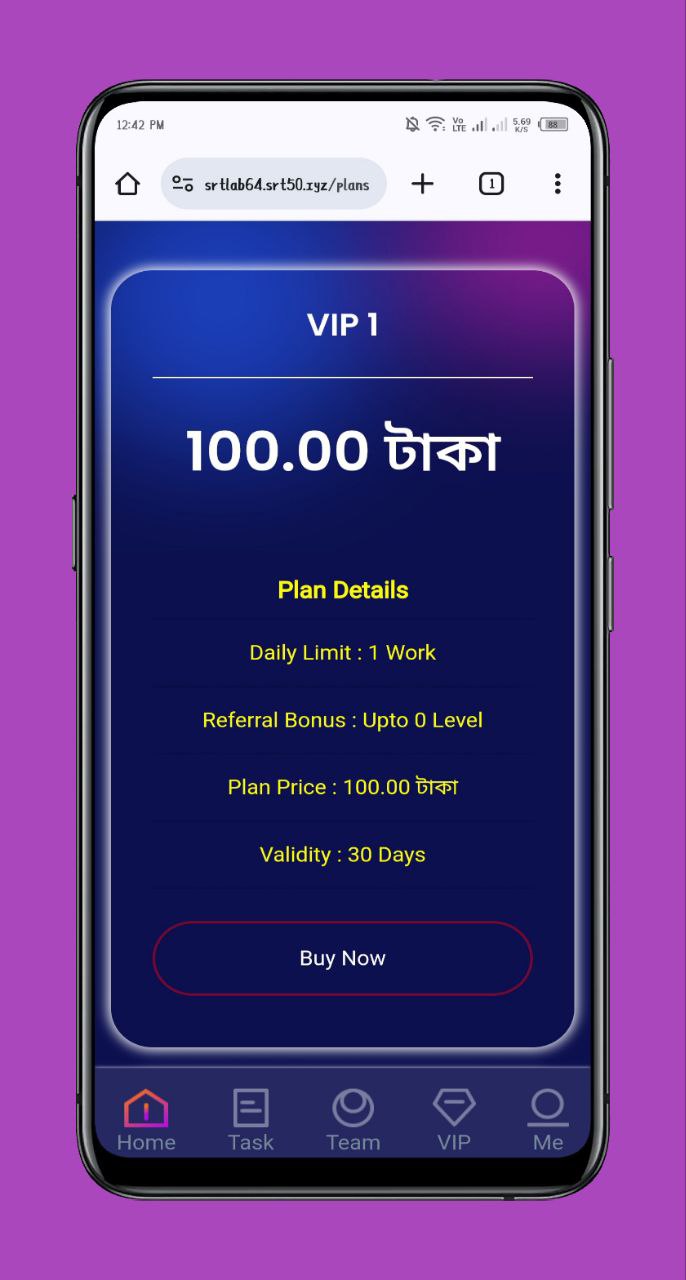 12:42 PM
Vo LTE 5.69 K/S 88
srtlab64.srt50.xyz/plans
1
VIP 1
100.00 টাকা
Plan Details
Daily Limit : 1 Work
Referral Bonus : Upto 0 Level
Plan Price : 100.00 টাকা
Validity : 30 Days
Buy Now
Home Task Team VIP Me